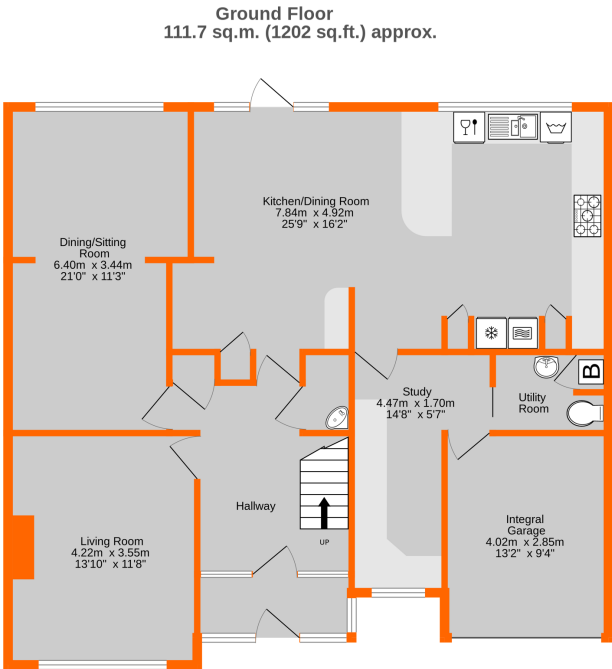 Ground Floor
111.7 sq.m. (1202 sq.ft.) approx.
Kitchen/Dining Room
7.84m x 4.92m
25'9" x 16'2"
Dining/Sitting
Room
6.40m x 3.44m
21'0" x 11'3"
B
Study
4.47m x 1.70m
14'8" x 5'7"
Utility
Room
Hallway
UP
Living Room
4.22m x 3.55m
13'10" x 11'8"
Integral
Garage
4.02m x 2.85m
13'2" x 9'4"